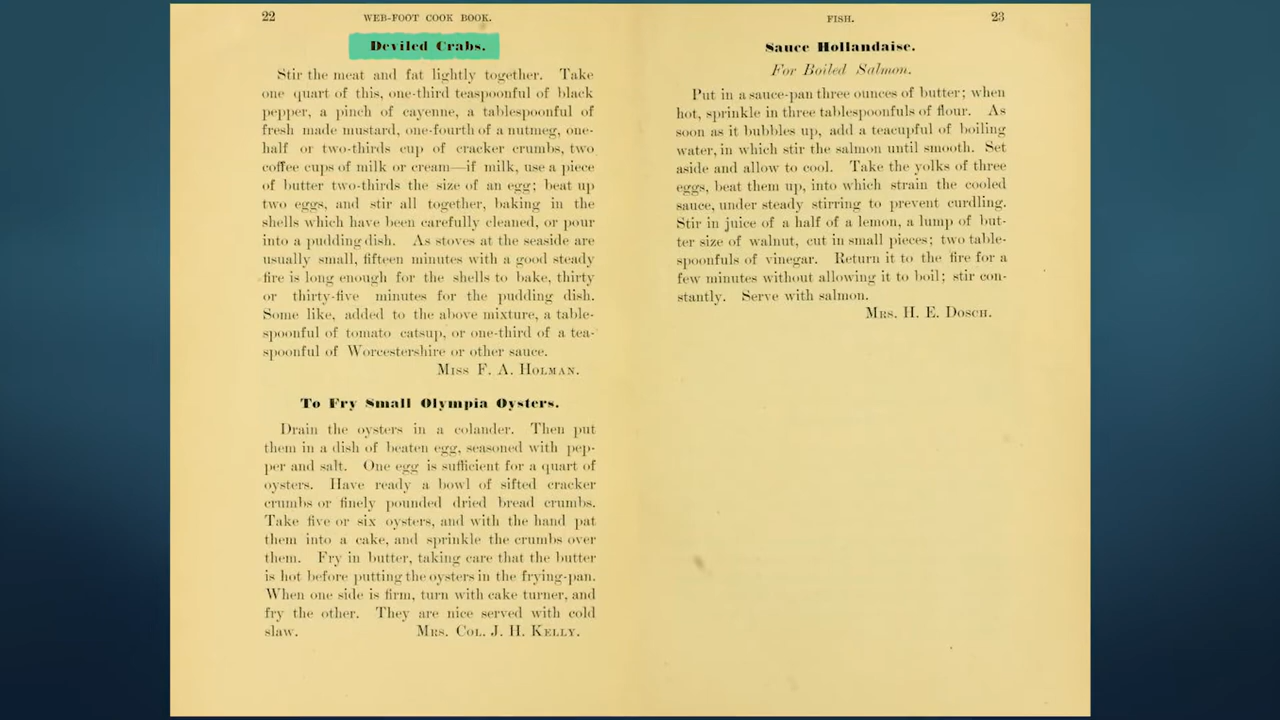 22 WEB-FOOT COOK BOOK.
Deviled Crabs.
Stir the meat and fat lightly together. Take
one quart of this, one-third teaspoonful of black
pepper, a pinch of cayenne, a tablespoonful of
fresh made mustard, one-fourth of a nutmeg, one-
half or two-thirds cup of cracker crumbs, two
coffee cups of milk or cream—if milk, use a piece
of butter two-thirds the size of an egg; beat up
two eggs, and stir all together, baking in the
shells which have been carefully cleaned, or pour
into a pudding dish. As stoves at the seaside are
usually small, fifteen minutes with a good steady
fire is long enough for the shells to bake, thirty
or thirty-five minutes for the pudding dish.
Some like, added to the above mixture, a table-
spoonful of tomato catsup, or one-third of a tea-
spoonful of Worcestershire or other sauce.
MISS F. A. HOLMAN.
To Fry Small Olympia Oysters.
Drain the oysters in a colander. Then put
them in a dish of beaten egg, seasoned with pep-
per and salt. One egg is sufficient for a quart of
oysters. Have ready a bowl of sifted cracker
crumbs or finely pounded dried bread crumbs.
Take five or six oysters, and with the hand pat
them into a cake, and sprinkle the crumbs over
them. Fry in butter, taking care that the butter
is hot before putting the oysters in the frying-pan.
When one side is firm, turn with cake turner, and
fry the other. They are nice served with cold
slaw. MRS. COL. J. H. KELLY.
FISH. 23
Sauce Hollandaise.
For Boiled Salmon.
Put in a sauce-pan three ounces of butter; when
hot, sprinkle in three tablespoonfuls of flour. As
soon as it bubbles up, add a teacupful of boiling
water, in which stir the salmon until smooth. Set
aside and allow to cool. Take the yolks of three
eggs, beat them up, into which strain the cooled
sauce, under steady stirring to prevent curdling.
Stir in juice of a half of a lemon, a lump of but-
ter size of walnut, cut in small pieces; two table-
spoonfuls of vinegar. Return it to the fire for a
few minutes without allowing it to boil; stir con-
stantly. Serve with salmon.
MRS. H. E. DOSCH.